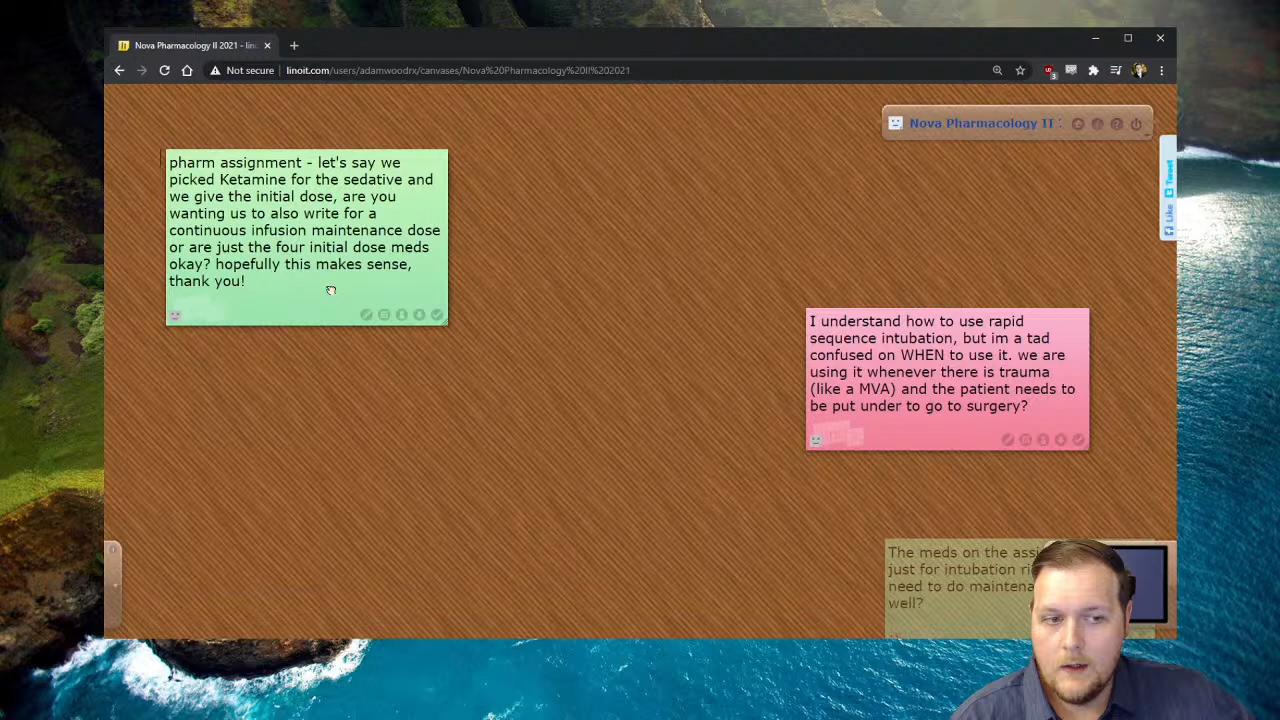 Nova Pharmacology II 2021 - lin
Not secure
linoit.com/users/adamwoodrx/canvases/Nova%20Pharmacology%20II%202021
3
Nova Pharmacology II
Tweet
Like
pharm assignment - let's say we
picked Ketamine for the sedative and
we give the initial dose, are you
wanting us to also write for a
continuous infusion maintenance dose
or are just the four initial dose meds
okay? hopefully this makes sense,
thank you!
I understand how to use rapid
sequence intubation, but im a tad
confused on WHEN to use it. we are
using it whenever there is trauma
(like a MVA) and the patient needs to
be put under to go to surgery?
The meds on the assi
just for intubation ri
need to do maintena
well?